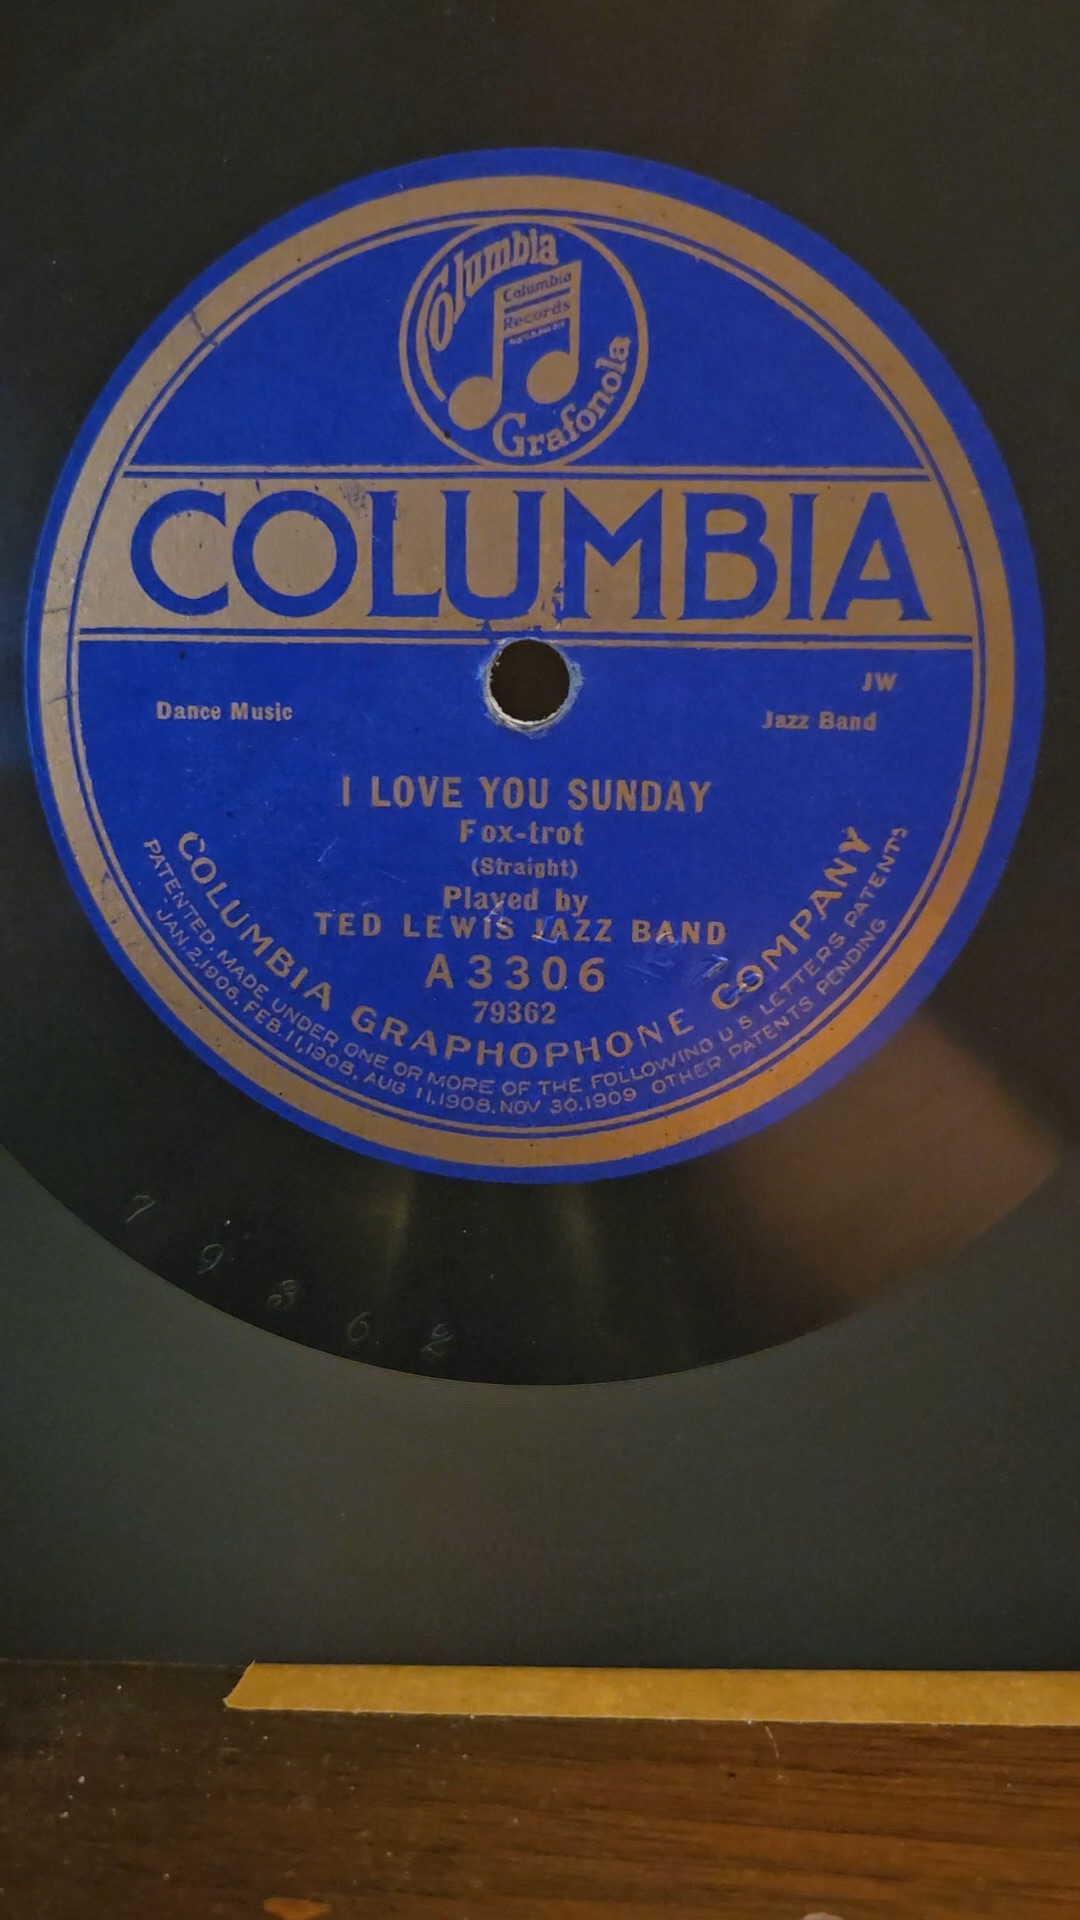 Columbia
Columbia
Records
Grafonola
COLUMBIA
JW
Dance Music
Jazz Band
I LOVE YOU SUNDAY
Fox-trot
(Straight)
Played by
TED LEWIS JAZZ BAND
A3306
79362
COLUMBIA GRAPHOPHONE COMPANY
PATENTED. MADE UNDER ONE OR MORE OF THE FOLLOWING U S LETTERS PATENTS
JAN.2,1906, FEB.11,1908, AUG 11,1908, NOV 30,1909 OTHER PATENTS PENDING
79362